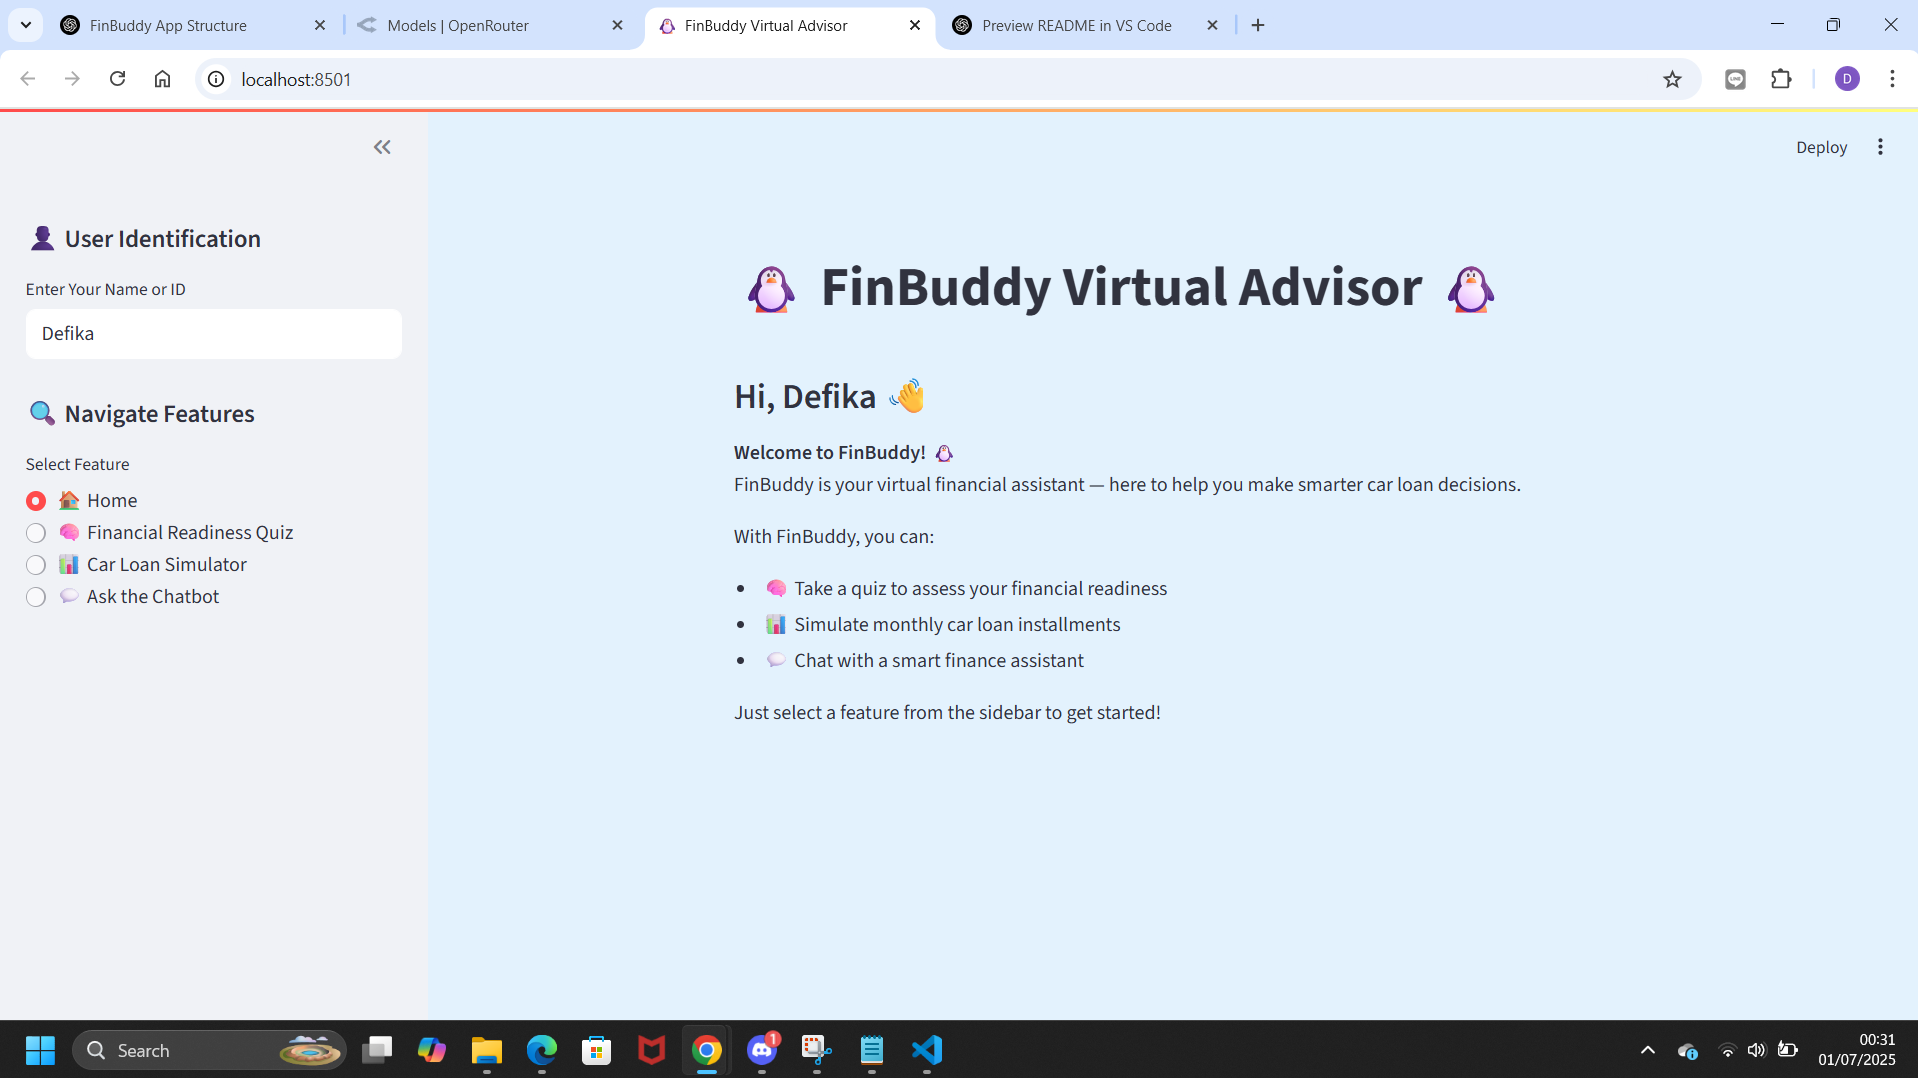 FinBuddy App Structure
Models | OpenRouter
FinBuddy Virtual Advisor
Preview README in VS Code
localhost:8501
D
Deploy
👤 User Identification
Enter Your Name or ID
Defika
🔍 Navigate Features
Select Feature
🏠 Home
🧠 Financial Readiness Quiz
📊 Car Loan Simulator
💬 Ask the Chatbot
🐧 FinBuddy Virtual Advisor 🐧
Hi, Defika 👋
Welcome to FinBuddy! 🐧
FinBuddy is your virtual financial assistant — here to help you make smarter car loan decisions.
With FinBuddy, you can:
• 🧠 Take a quiz to assess your financial readiness
• 📊 Simulate monthly car loan installments
• 💬 Chat with a smart finance assistant
Just select a feature from the sidebar to get started!
Search
1
00:31
01/07/2025